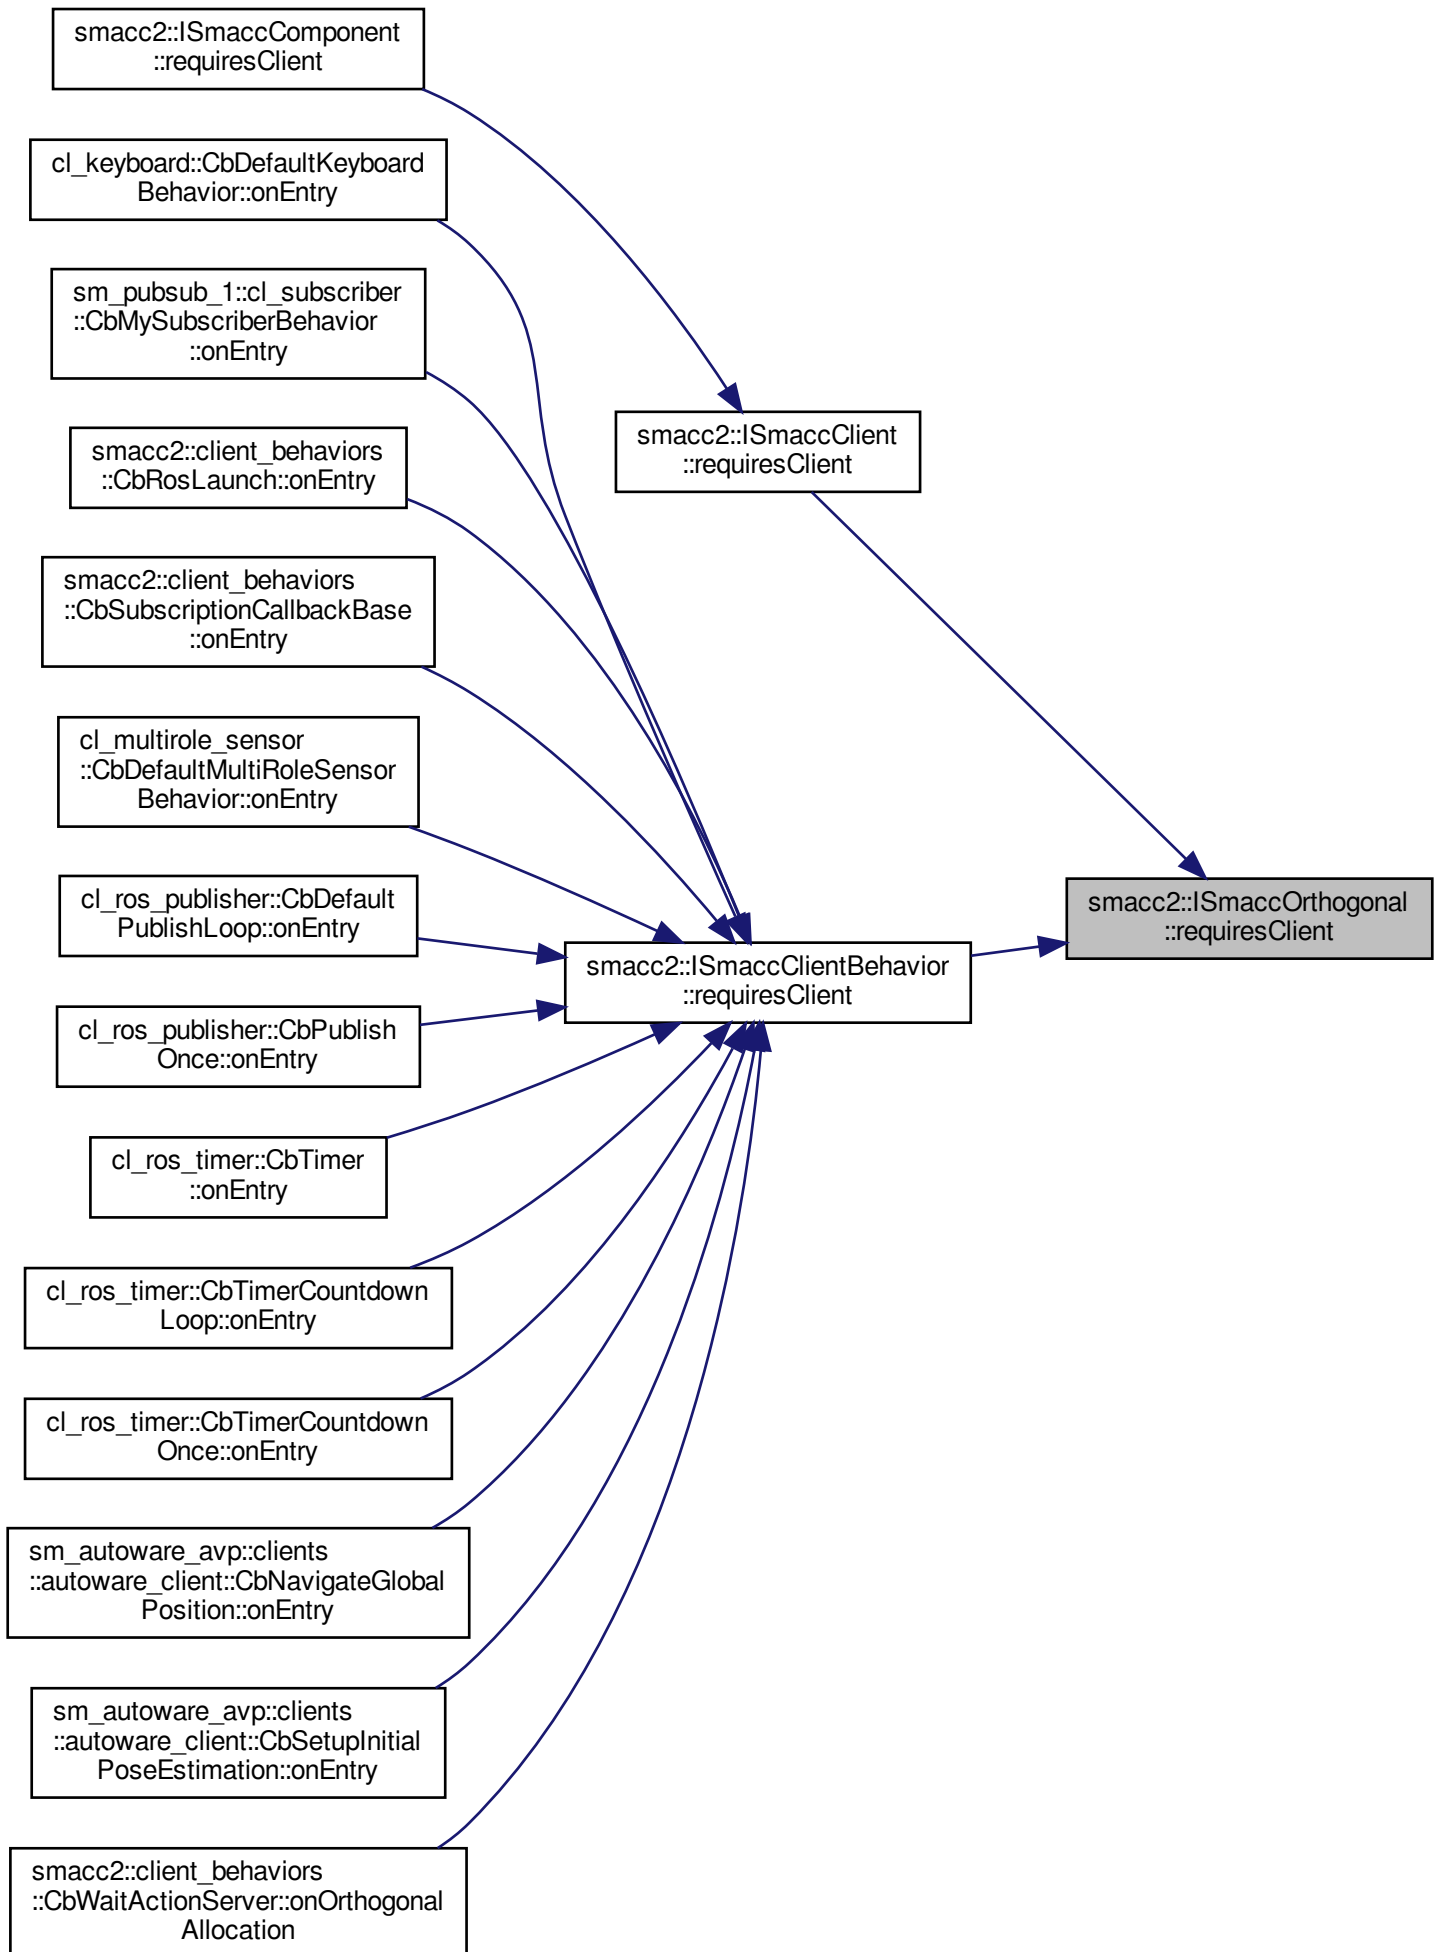 smacc2::ISmaccComponent
::requiresClient
cl_keyboard::CbDefaultKeyboard
Behavior::onEntry
sm_pubsub_1::cl_subscriber
::CbMySubscriberBehavior
::onEntry
smacc2::client_behaviors
::CbRosLaunch::onEntry
smacc2::client_behaviors
::CbSubscriptionCallbackBase
::onEntry
cl_multirole_sensor
::CbDefaultMultiRoleSensor
Behavior::onEntry
cl_ros_publisher::CbDefault
PublishLoop::onEntry
cl_ros_publisher::CbPublish
Once::onEntry
cl_ros_timer::CbTimer
::onEntry
cl_ros_timer::CbTimerCountdown
Loop::onEntry
cl_ros_timer::CbTimerCountdown
Once::onEntry
sm_autoware_avp::clients
::autoware_client::CbNavigateGlobal
Position::onEntry
sm_autoware_avp::clients
::autoware_client::CbSetupInitial
PoseEstimation::onEntry
smacc2::client_behaviors
::CbWaitActionServer::onOrthogonal
Allocation
smacc2::ISmaccClient
::requiresClient
smacc2::ISmaccClientBehavior
::requiresClient
smacc2::ISmaccOrthogonal
::requiresClient